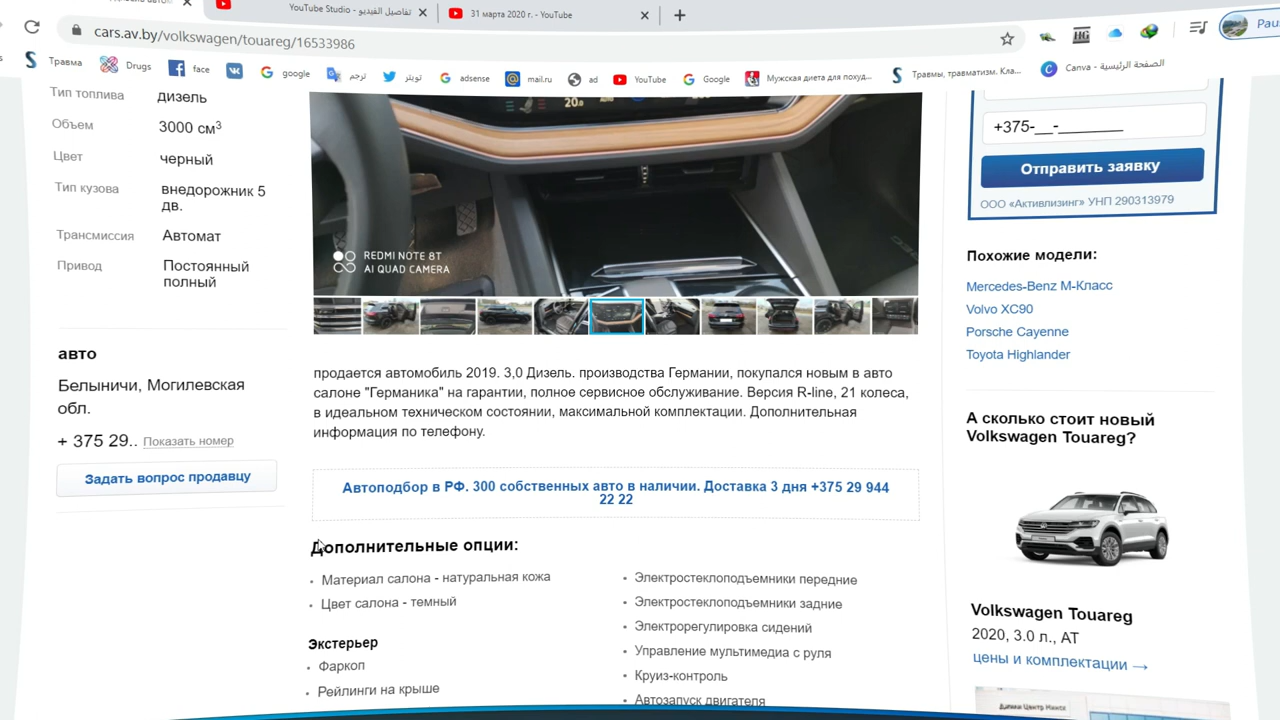 YouTube Studio - تفاصيل الفيديو
31 марта 2020 г. - YouTube
cars.av.by/volkswagen/touareg/16533986
Травма
Drugs
face
google
ترجم
تويتر
adsense
mail.ru
ad
YouTube
Google
Мужская диета для похуд...
Травмы, травматизм, Кла...
Canva - الصفحة الرئيسية
Тип топлива дизель
Объем 3000 см³
Цвет черный
Тип кузова внедорожник 5
дв.
Трансмиссия Автомат
Привод Постоянный
полный
авто
Белыничи, Могилевская
обл.
+ 375 29.. Показать номер
Задать вопрос продавцу
20.0
REDMI NOTE 8T
AI QUAD CAMERA
продается автомобиль 2019. 3,0 Дизель. производства Германии, покупался новым в авто
салоне "Германика" на гарантии, полное сервисное обслуживание. Версия R-line, 21 колеса,
в идеальном техническом состоянии, максимальной комплектации. Дополнительная
информация по телефону.
Автоподбор в РФ. 300 собственных авто в наличии. Доставка 3 дня +375 29 944
22 22
Дополнительные опции:
Материал салона - натуральная кожа
Цвет салона - темный
Экстерьер
Фаркоп
Рейлинги на крыше
Электростеклоподъемники передние
Электростеклоподъемники задние
Электрорегулировка сидений
Управление мультимедиа с руля
Круиз-контроль
Автозапуск двигателя
+375-__-_______
Отправить заявку
ООО «Активлизинг» УНП 290313979
Похожие модели:
Mercedes-Benz M-Класс
Volvo XC90
Porsche Cayenne
Toyota Highlander
А сколько стоит новый
Volkswagen Touareg?
Volkswagen Touareg
2020, 3.0 л., АТ
цены и комплектации →